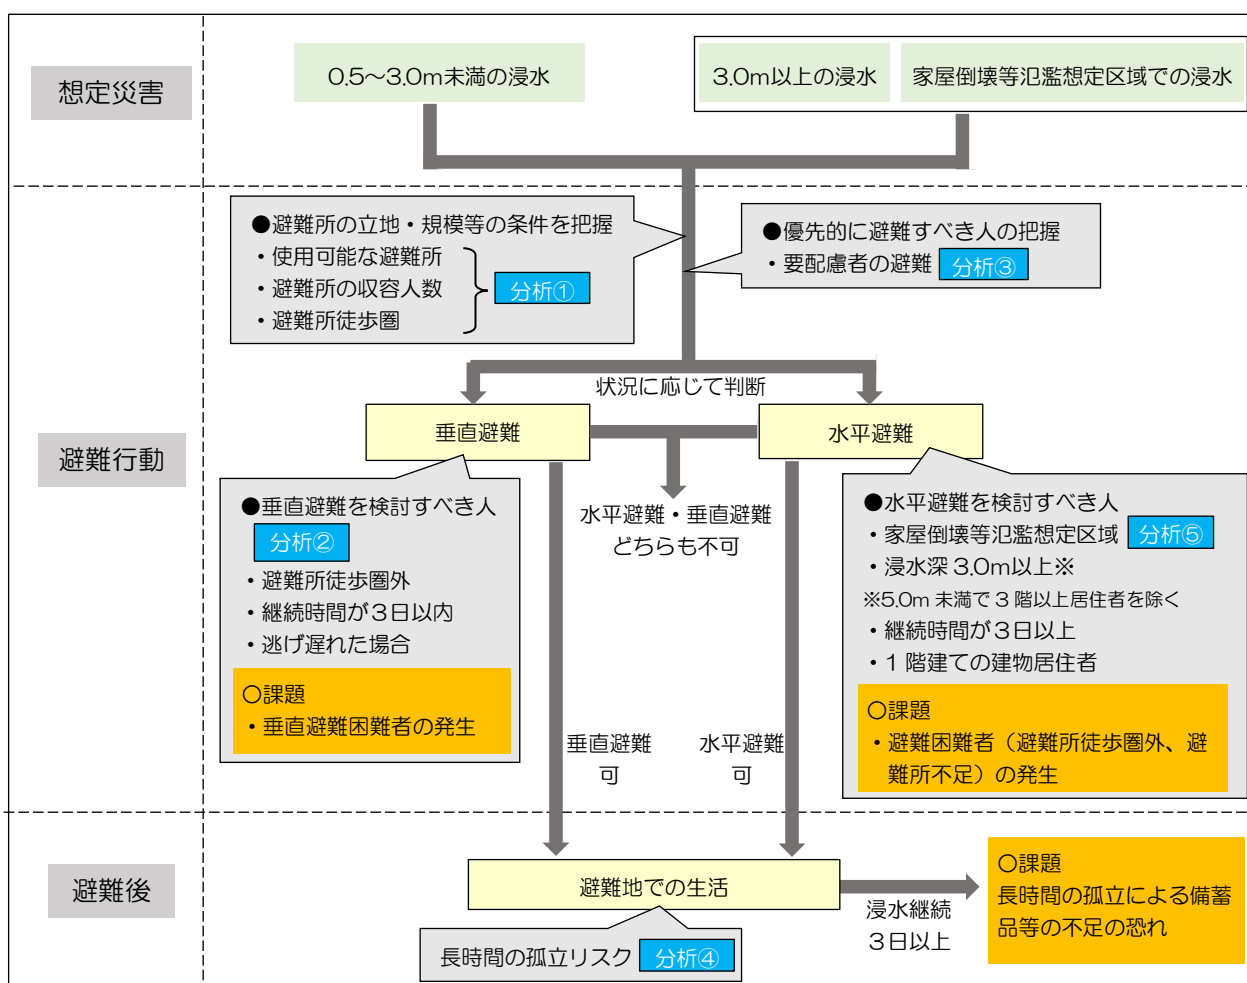 想定災害
0.5～3.0m未満の浸水
3.0m以上の浸水
家屋倒壊等氾濫想定区域での浸水
避難行動
●避難所の立地・規模等の条件を把握
・使用可能な避難所
・避難所の収容人数
・避難所徒歩圏
分析①
●優先的に避難すべき人の把握
・要配慮者の避難 分析③
状況に応じて判断
垂直避難
水平避難
水平避難・垂直避難
どちらも不可
●垂直避難を検討すべき人
分析②
・避難所徒歩圏外
・継続時間が3日以内
・逃げ遅れた場合
○課題
・垂直避難困難者の発生
●水平避難を検討すべき人
・家屋倒壊等氾濫想定区域 分析⑤
・浸水深 3.0m以上※
※5.0m 未満で 3 階以上居住者を除く
・継続時間が3日以上
・1 階建ての建物居住者
○課題
・避難困難者（避難所徒歩圏外、避
難所不足）の発生
垂直避難
可
水平避難
可
避難後
避難地での生活
長時間の孤立リスク 分析④
浸水継続
3日以上
○課題
長時間の孤立による備蓄
品等の不足の恐れ